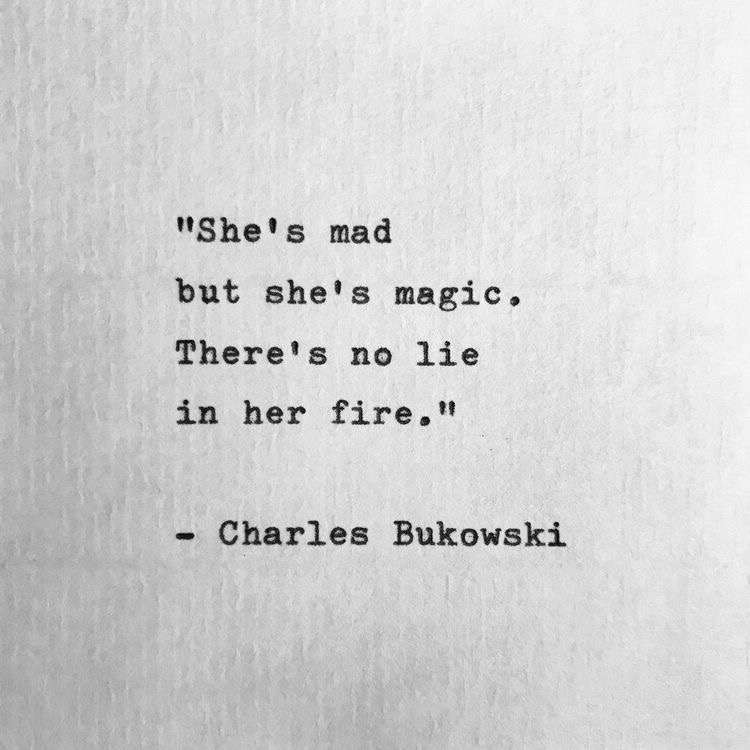 "She's mad
but she's magic.
There's no lie
in her fire."
- Charles Bukowski